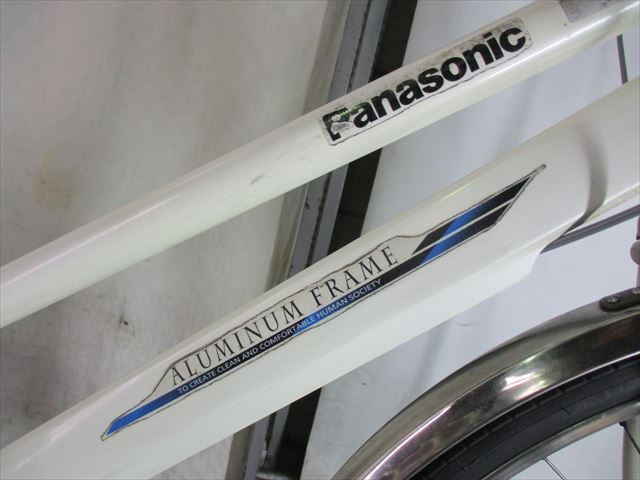 Panasonic
ALUMINUM FRAME
TO CREATE CLEAN AND COMFORTABLE HUMAN SOCIETY